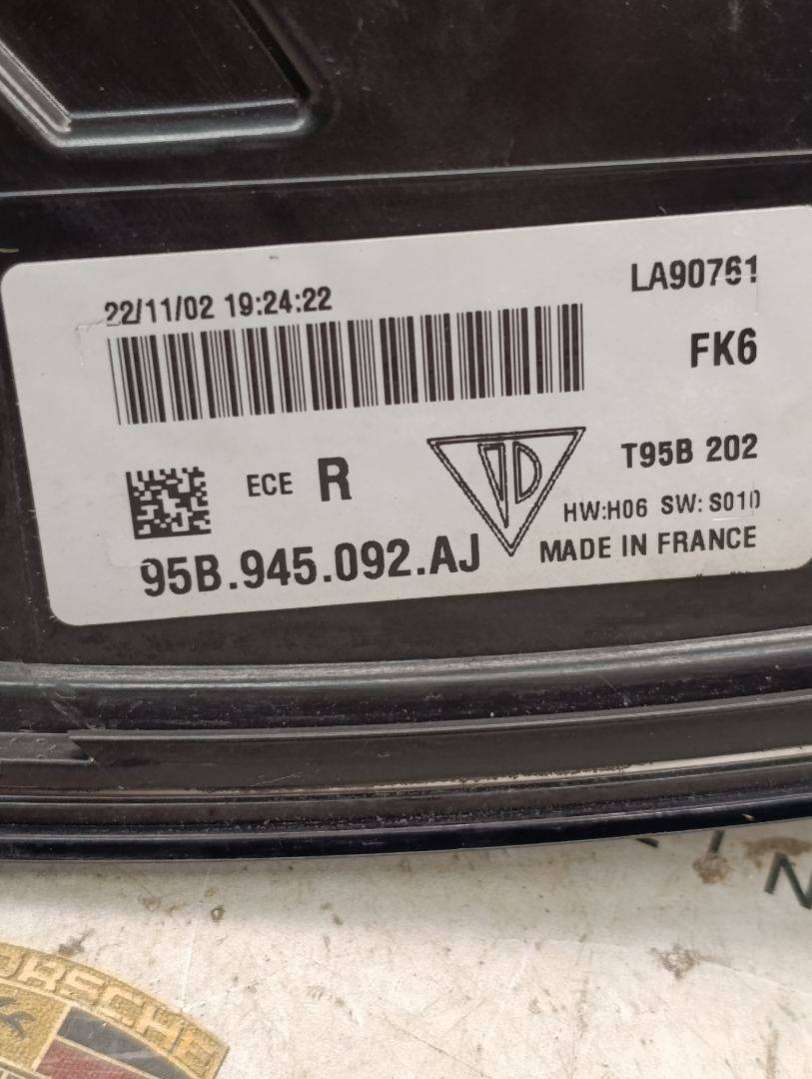 22/11/02 19:24:22
LA90761
FK6
ECE R
T95B 202
HW:H06 SW: S010
95B.945.092.AJ
MADE IN FRANCE
PORSCHE